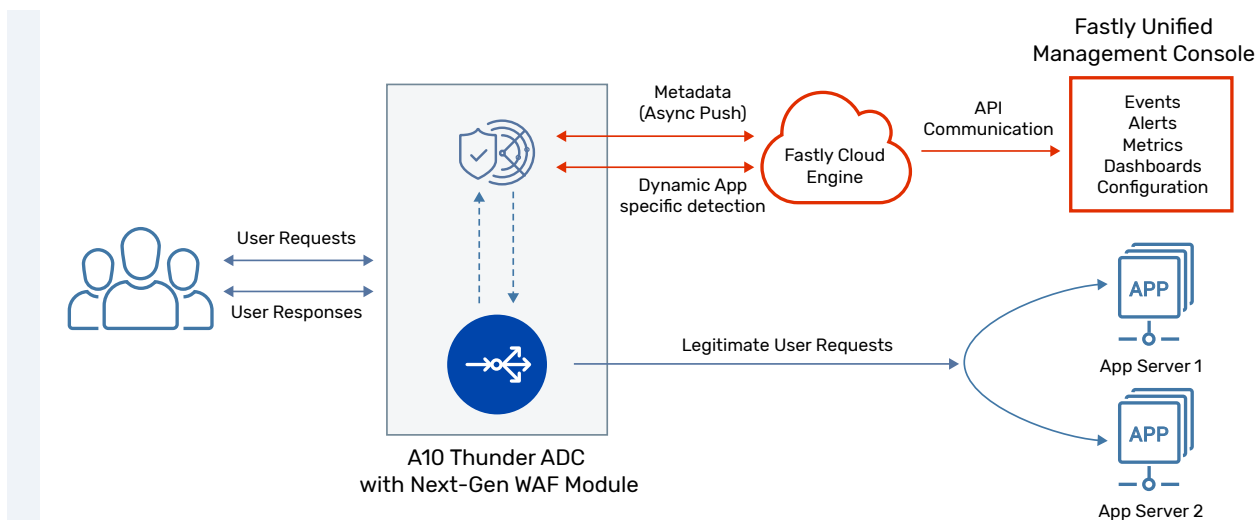 Fastly Unified
Management Console
Metadata
(Async Push)
API
Communication
Events
Alerts
Metrics
Dashboards
Configuration
Fastly Cloud
Engine
Dynamic App
specific detection
User Requests
User Responses
APP
Legitimate User Requests
App Server 1
APP
App Server 2
A10 Thunder ADC
with Next-Gen WAF Module